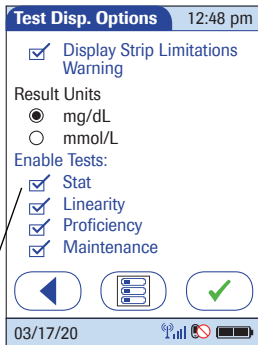 Test Disp. Options 12:48 pm
Display Strip Limitations
Warning
Result Units
mg/dL
mmol/L
Enable Tests:
Stat
Linearity
Proficiency
Maintenance
03/17/20